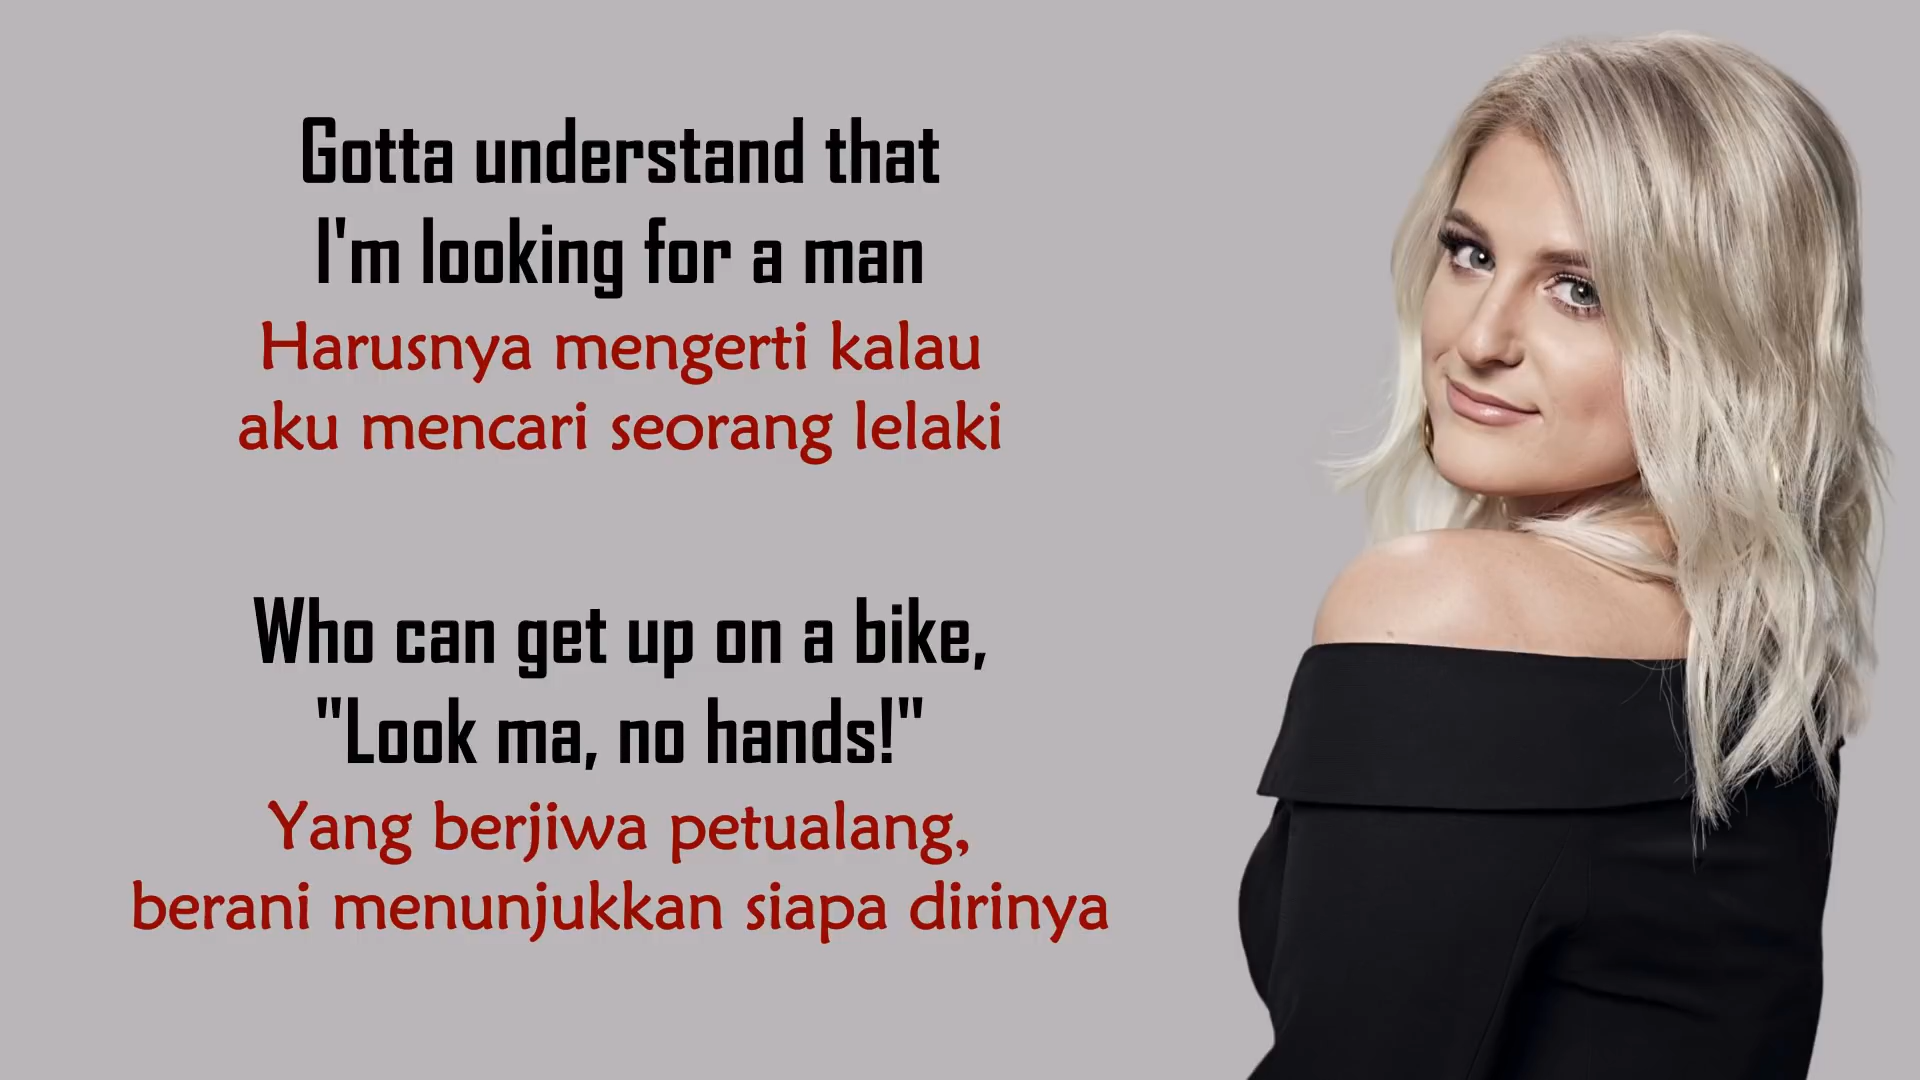 Gotta understand that
I'm looking for a man
Harusnya mengerti kalau
aku mencari seorang lelaki
Who can get up on a bike,
"Look ma, no hands!"
Yang berjiwa petualang,
berani menunjukkan siapa dirinya